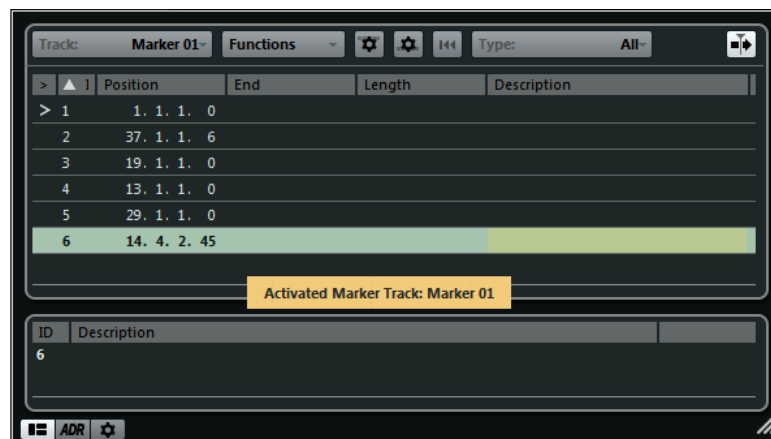 Track: Marker 01 Functions Type: All
> I Position End Length Description
> 1 1. 1. 1. 0
2 37. 1. 1. 6
3 19. 1. 1. 0
4 13. 1. 1. 0
5 29. 1. 1. 0
6 14. 4. 2. 45
Activated Marker Track: Marker 01
ID Description
6
ADR